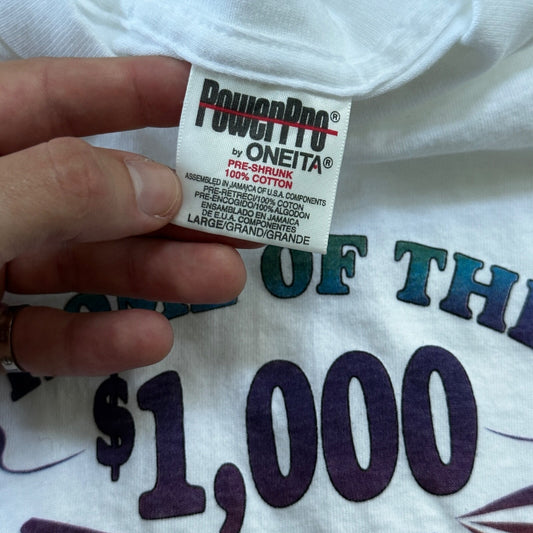 PowerPro®
by ONEITA®
PRE-SHRUNK
100% COTTON
ASSEMBLED IN JAMAICA OF U.S.A. COMPONENTS
PRE-RETRECI/100% COTON
PRE-ENCOGIDO/100% ALGODON
ENSAMBLADO EN JAMAICA
DE E.U.A. COMPONENTES
LARGE/GRAND/GRANDE
OF THE
$1,000